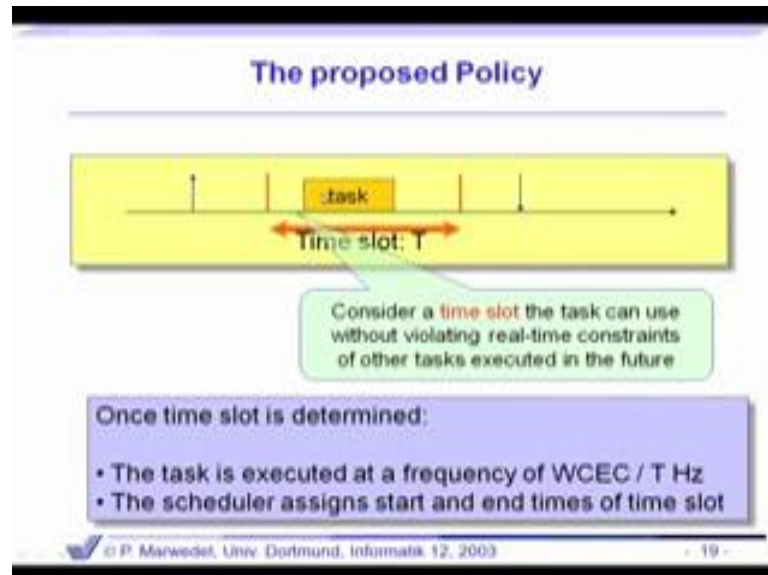 The proposed Policy
task
Time slot: T
Consider a time slot the task can use
without violating real-time constraints
of other tasks executed in the future
Once time slot is determined:
• The task is executed at a frequency of WCEC / T Hz
• The scheduler assigns start and end times of time slot
© P. Marwedel, Univ. Dortmund, Informatik 12, 2003
- 19 -